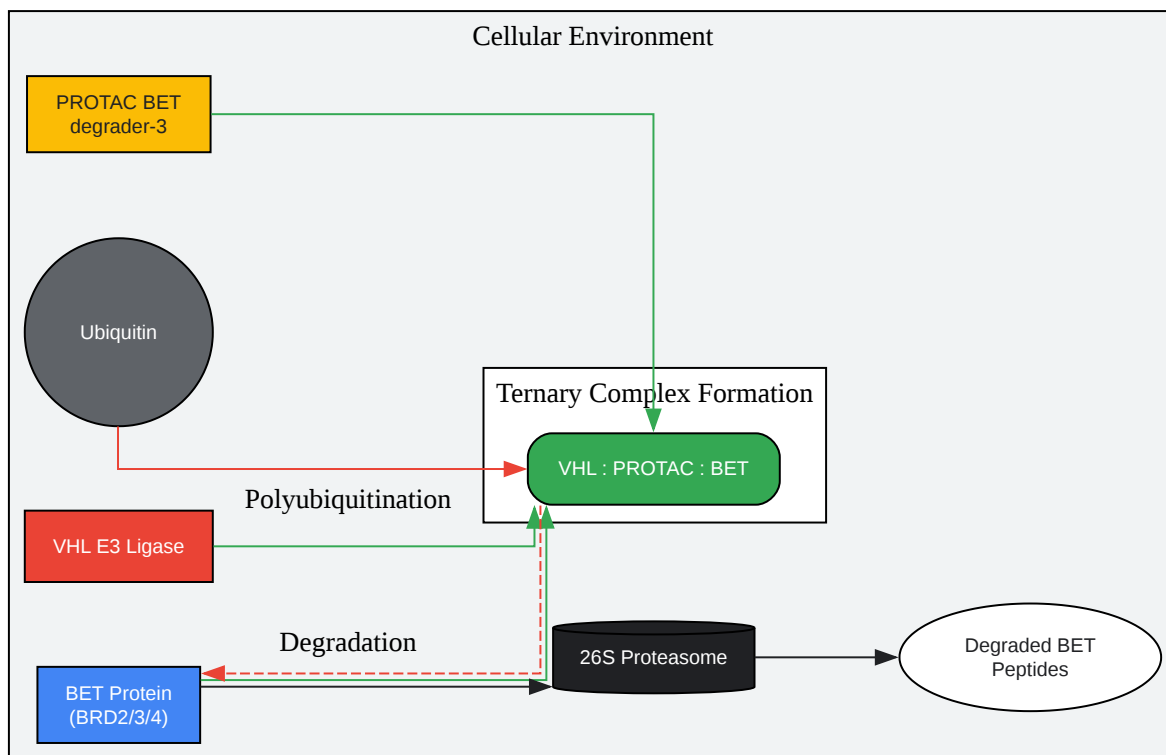 Cellular Environment
PROTAC BET
degrader-3
Ubiquitin
Ternary Complex Formation
VHL : PROTAC : BET
Polyubiquitination
VHL E3 Ligase
Degradation
26S Proteasome
Degraded BET
Peptides
BET Protein
(BRD2/3/4)